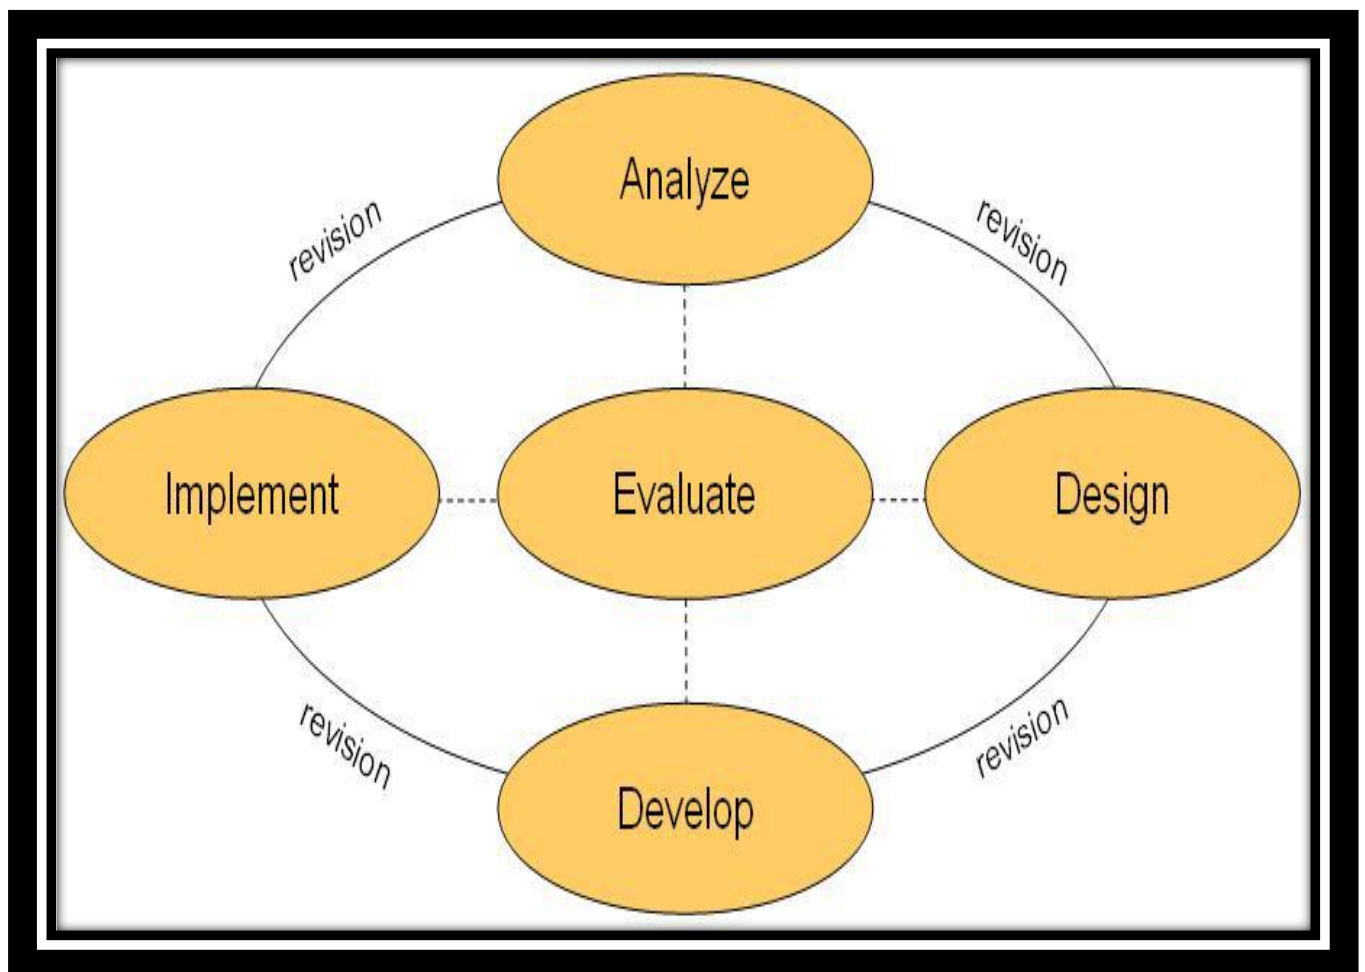 Analyze
revision
revision
Implement
Evaluate
Design
revision
revision
Develop